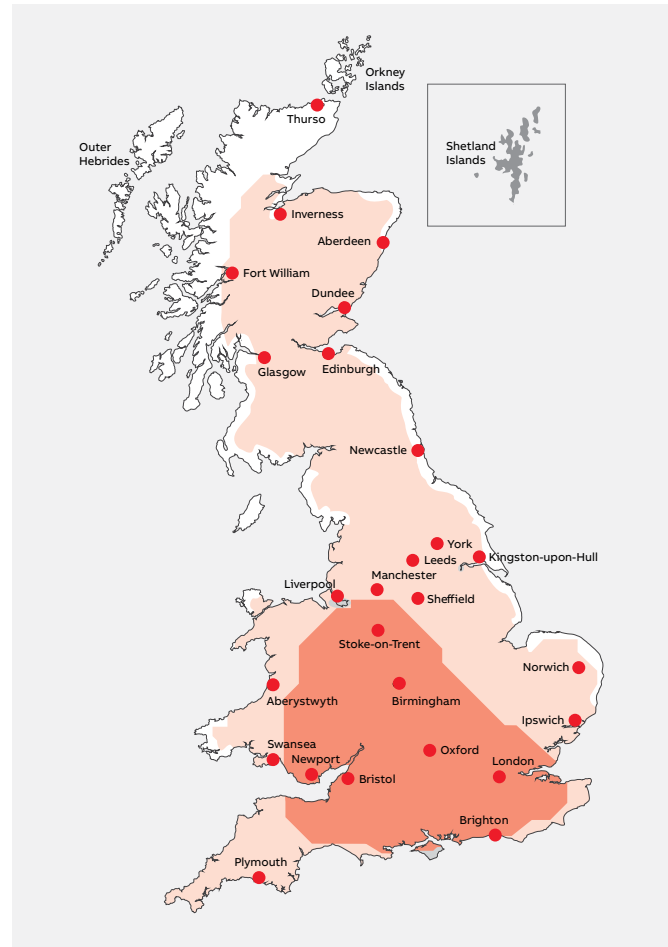 Orkney
Islands
Thurso
Outer
Hebrides
Shetland
Islands
Inverness
Aberdeen
Fort William
Dundee
Glasgow
Edinburgh
Newcastle
York
Leeds
Kingston-upon-Hull
Manchester
Liverpool
Sheffield
Stoke-on-Trent
Norwich
Aberystwyth
Birmingham
Ipswich
Swansea
Newport
Oxford
London
Bristol
Brighton
Plymouth